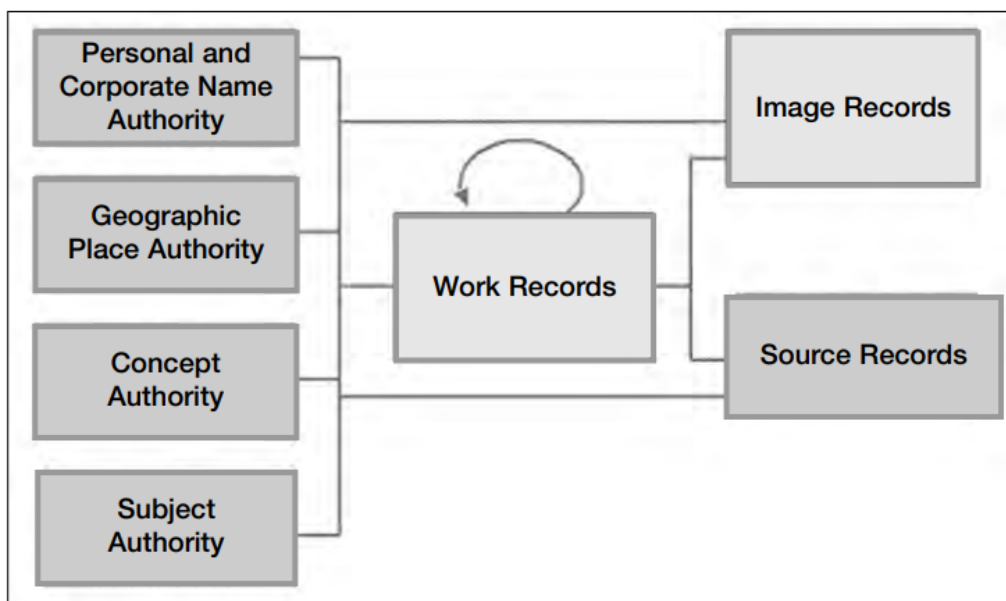 Personal and
Corporate Name
Authority
Geographic
Place Authority
Concept
Authority
Subject
Authority
Work Records
Image Records
Source Records